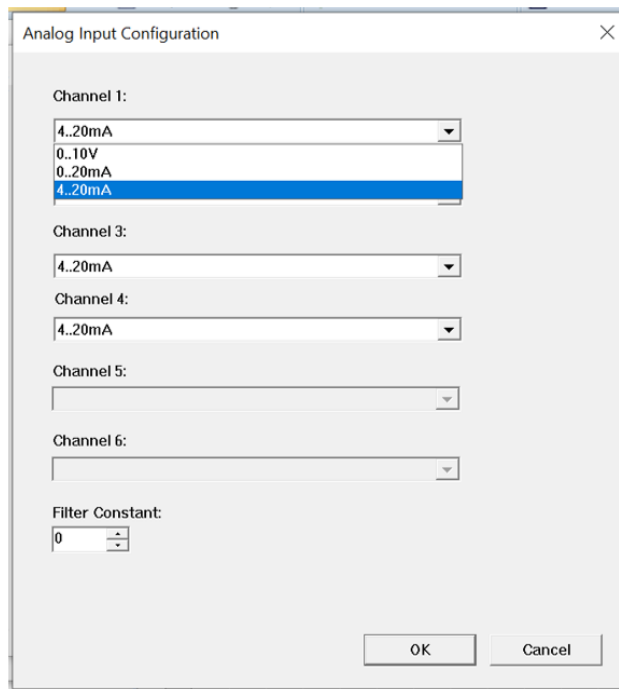 Analog Input Configuration
Channel 1:
4..20mA
0..10V
0..20mA
4..20mA
Channel 3:
4..20mA
Channel 4:
4..20mA
Channel 5:
Channel 6:
Filter Constant:
0
OK
Cancel